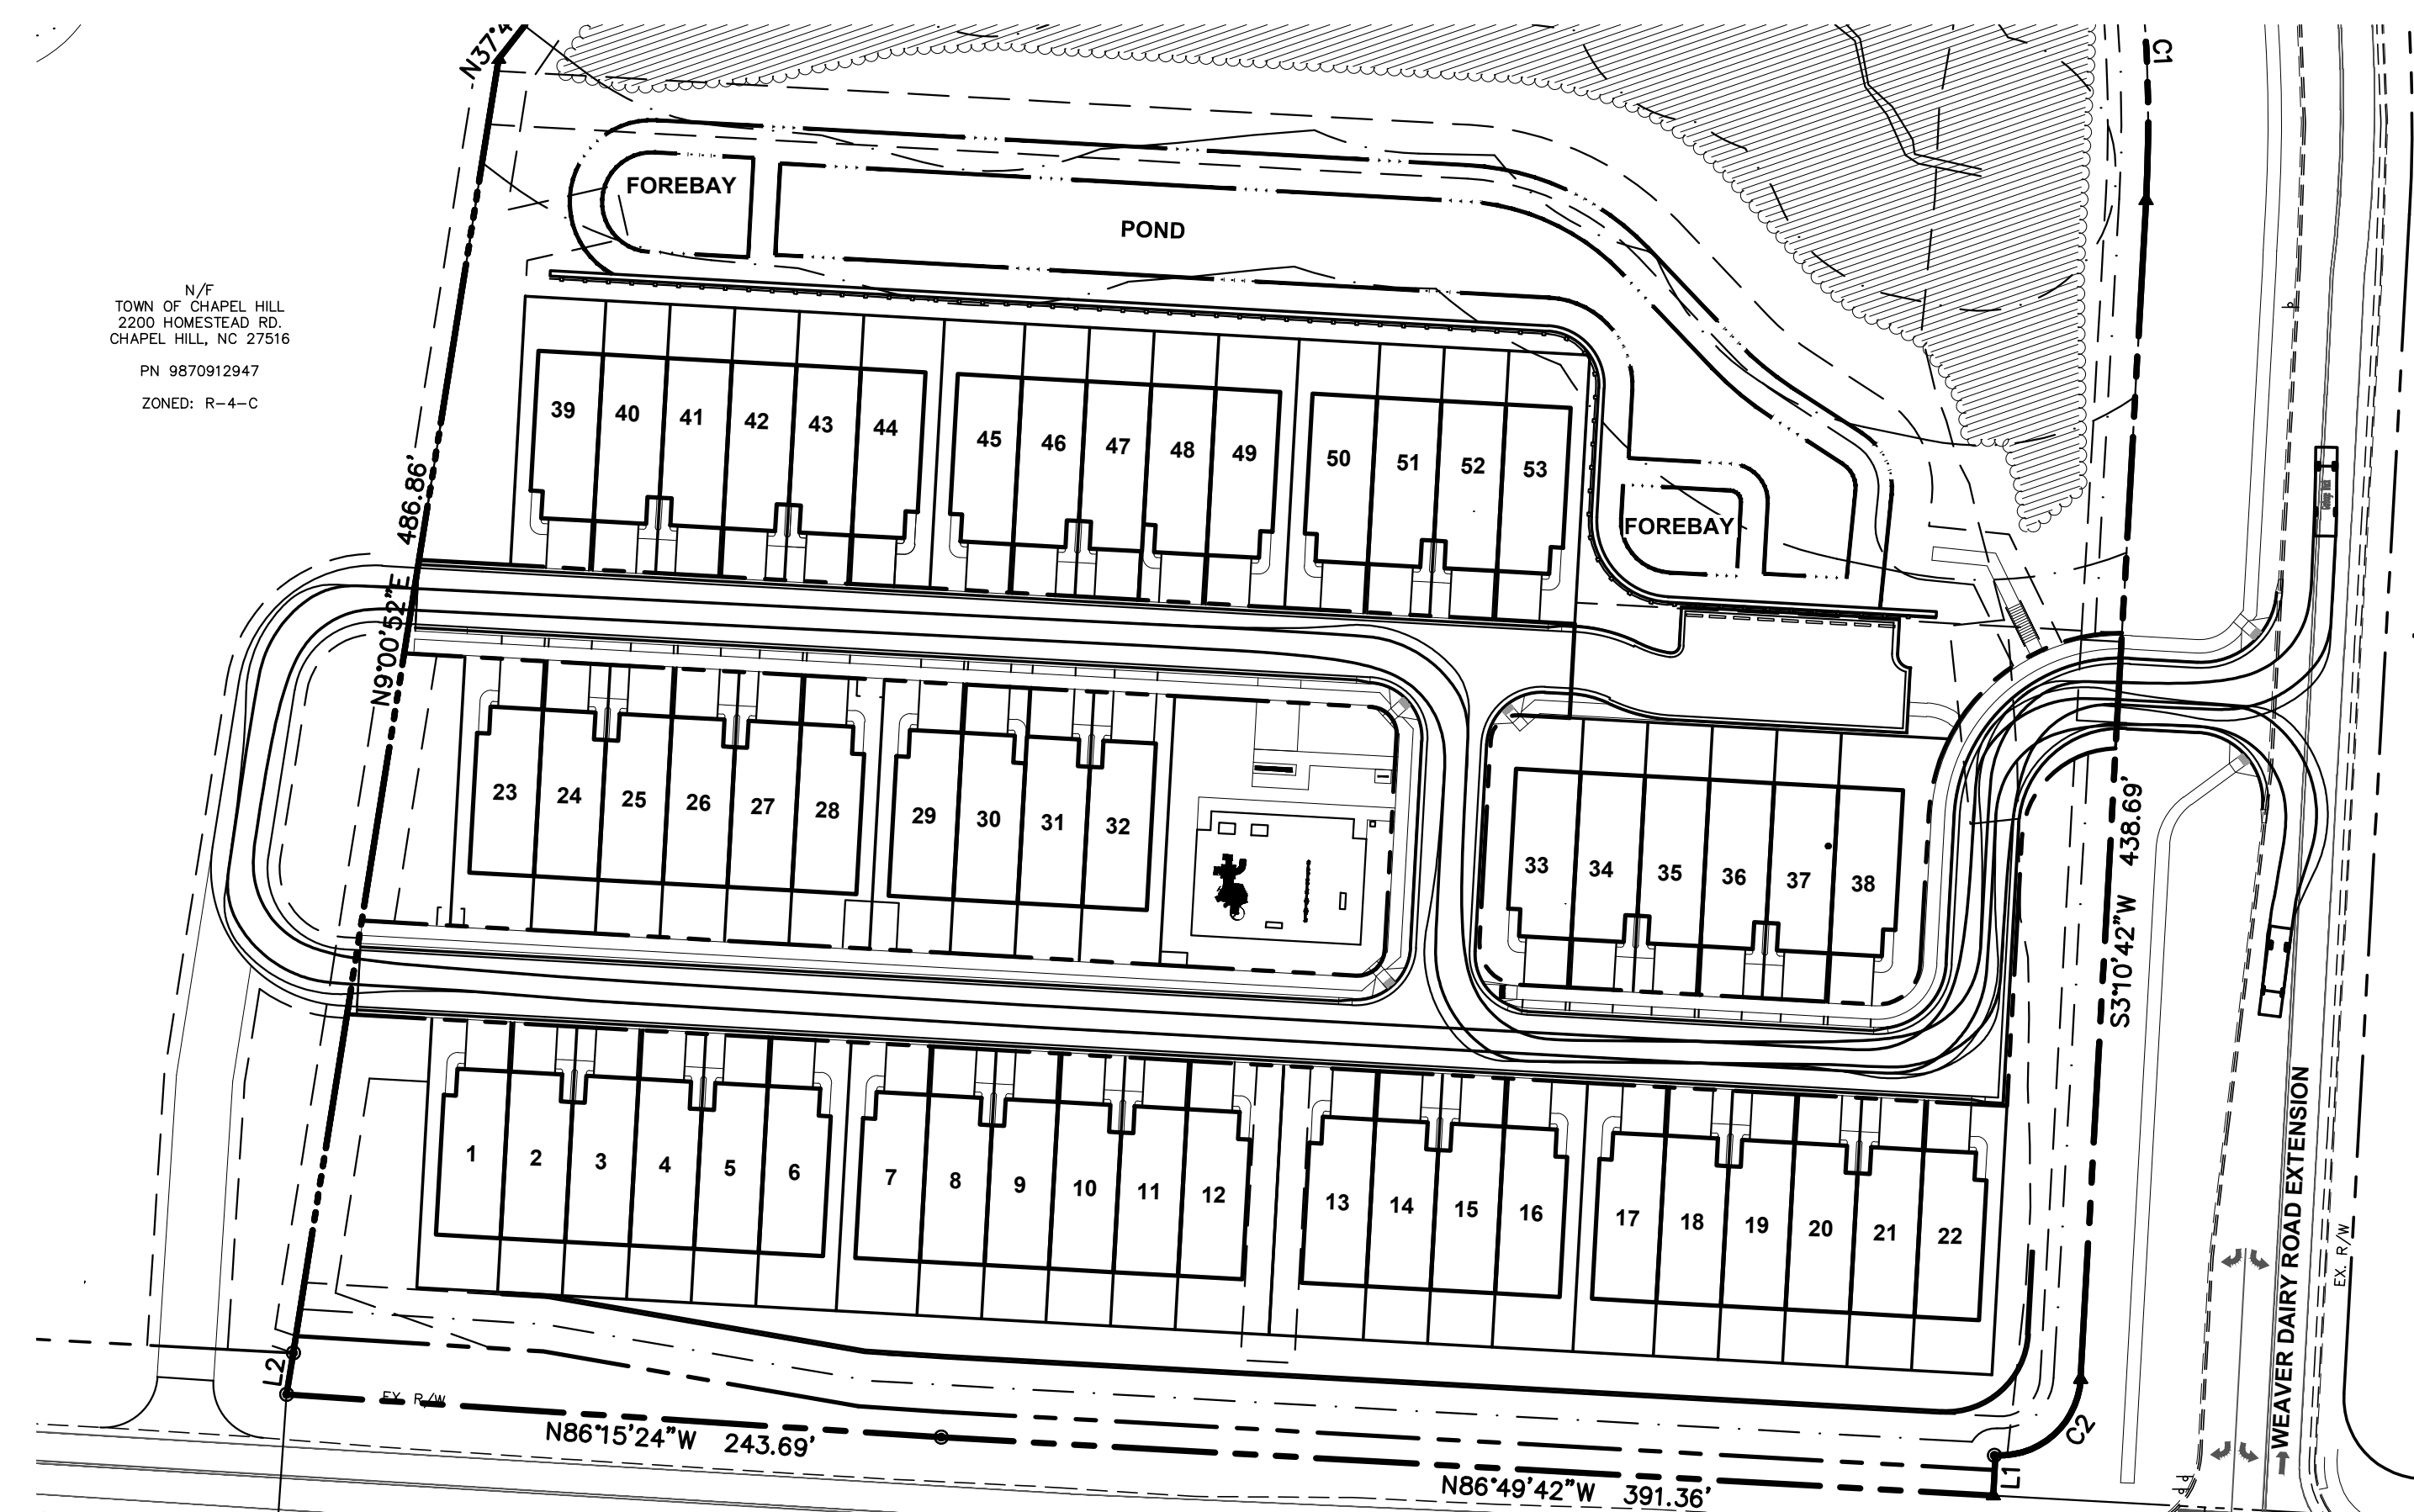 N37°4
C1
FOREBAY
POND
N/F
TOWN OF CHAPEL HILL
2200 HOMESTEAD RD.
CHAPEL HILL, NC 27516
PN 9870912947
ZONED: R-4-C
39 40 41 42 43 44 45 46 47 48 49 50 51 52 53
FOREBAY
N9°00'52"E 486.86'
23 24 25 26 27 28 29 30 31 32 33 34 35 36 37 38
S3°10'42"W 438.69'
1 2 3 4 5 6 7 8 9 10 11 12 13 14 15 16 17 18 19 20 21 22
WEAVER DAIRY ROAD EXTENSION
EX. R/W
L2
EX. R/W
N86°15'24"W 243.69'
N86°49'42"W 391.36'
L1
C2